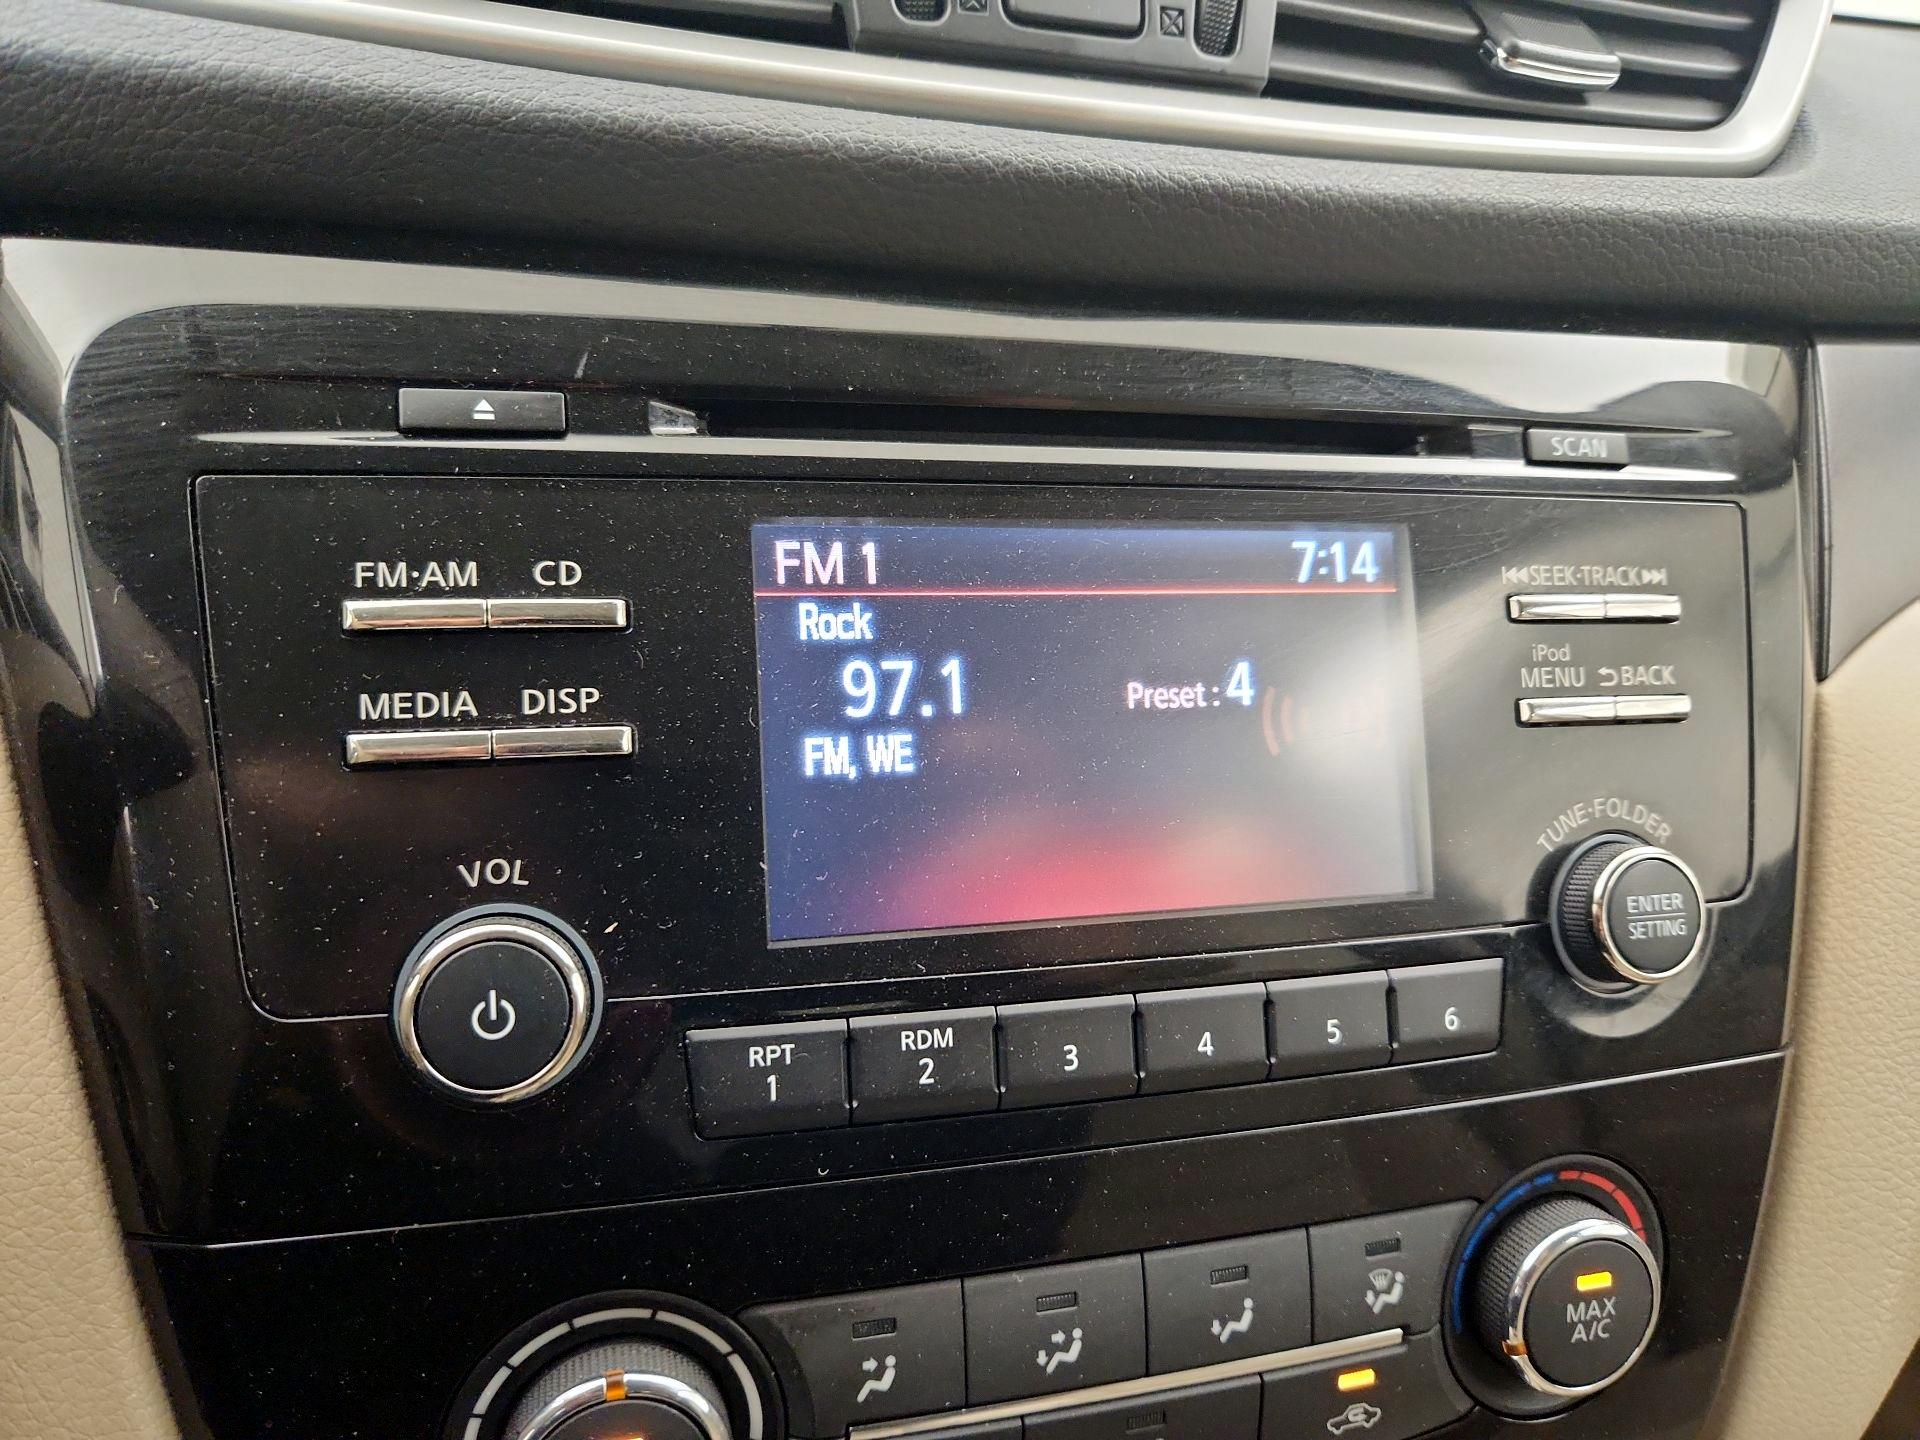 SCAN
FM·AM CD
MEDIA DISP
VOL
FM 1 7:14
Rock
97.1 Preset : 4
FM, WE
SEEK·TRACK
iPod
MENU BACK
TUNE·FOLDER
ENTER
SETTING
RPT
1
RDM
2
3
4
5
6
MAX
A/C